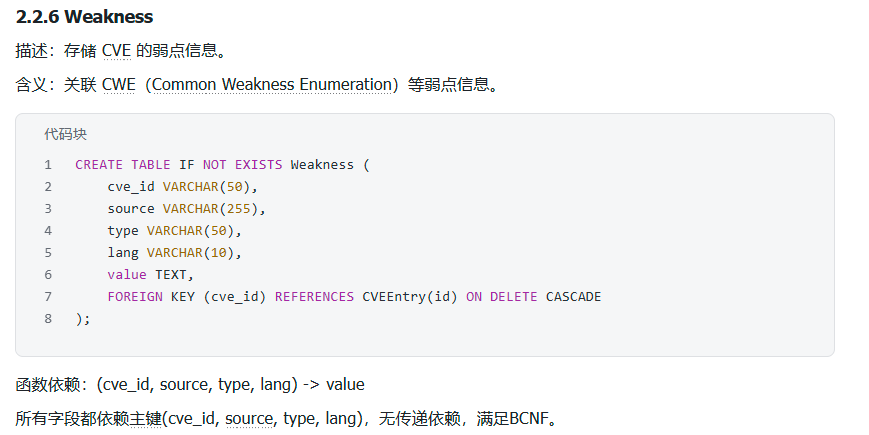 2.2.6 Weakness
描述：存储 CVE 的弱点信息。
含义：关联 CWE（Common Weakness Enumeration）等弱点信息。
代码块
1 CREATE TABLE IF NOT EXISTS Weakness (
2     cve_id VARCHAR(50),
3     source VARCHAR(255),
4     type VARCHAR(50),
5     lang VARCHAR(10),
6     value TEXT,
7     FOREIGN KEY (cve_id) REFERENCES CVEEntry(id) ON DELETE CASCADE
8 );
函数依赖：(cve_id, source, type, lang) -> value
所有字段都依赖主键(cve_id, source, type, lang)，无传递依赖，满足BCNF。